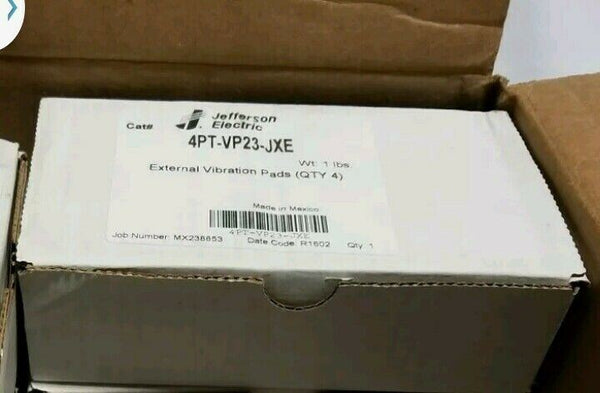 Jefferson
Electric
Cat#
4PT-VP23-JXE
Wt: 1 lbs.
External Vibration Pads (QTY 4)
Made in Mexico
4PT-VP23-JXE
Job Number: MX238653 Date Code: R1602 Qty 1